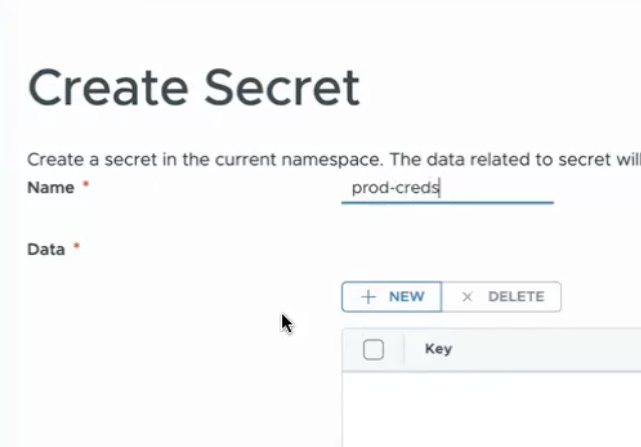 Create Secret
Create a secret in the current namespace. The data related to secret will
Name *
prod-creds
Data *
+ NEW
× DELETE
Key